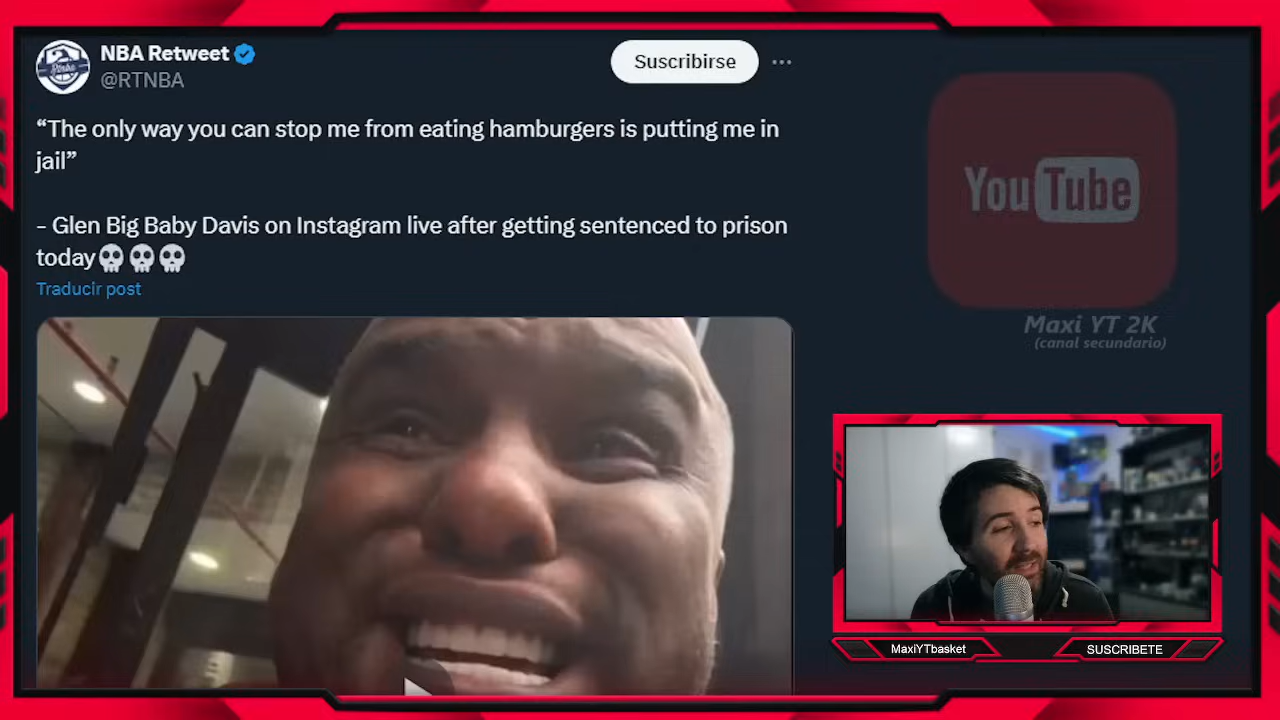 NBA Retweet
@RTNBA
Suscribirse
“The only way you can stop me from eating hamburgers is putting me in
jail”
- Glen Big Baby Davis on Instagram live after getting sentenced to prison
today💀💀💀
Traducir post
YouTube
Maxi YT 2K
(canal secundario)
MaxiYTbasket
SUSCRIBETE